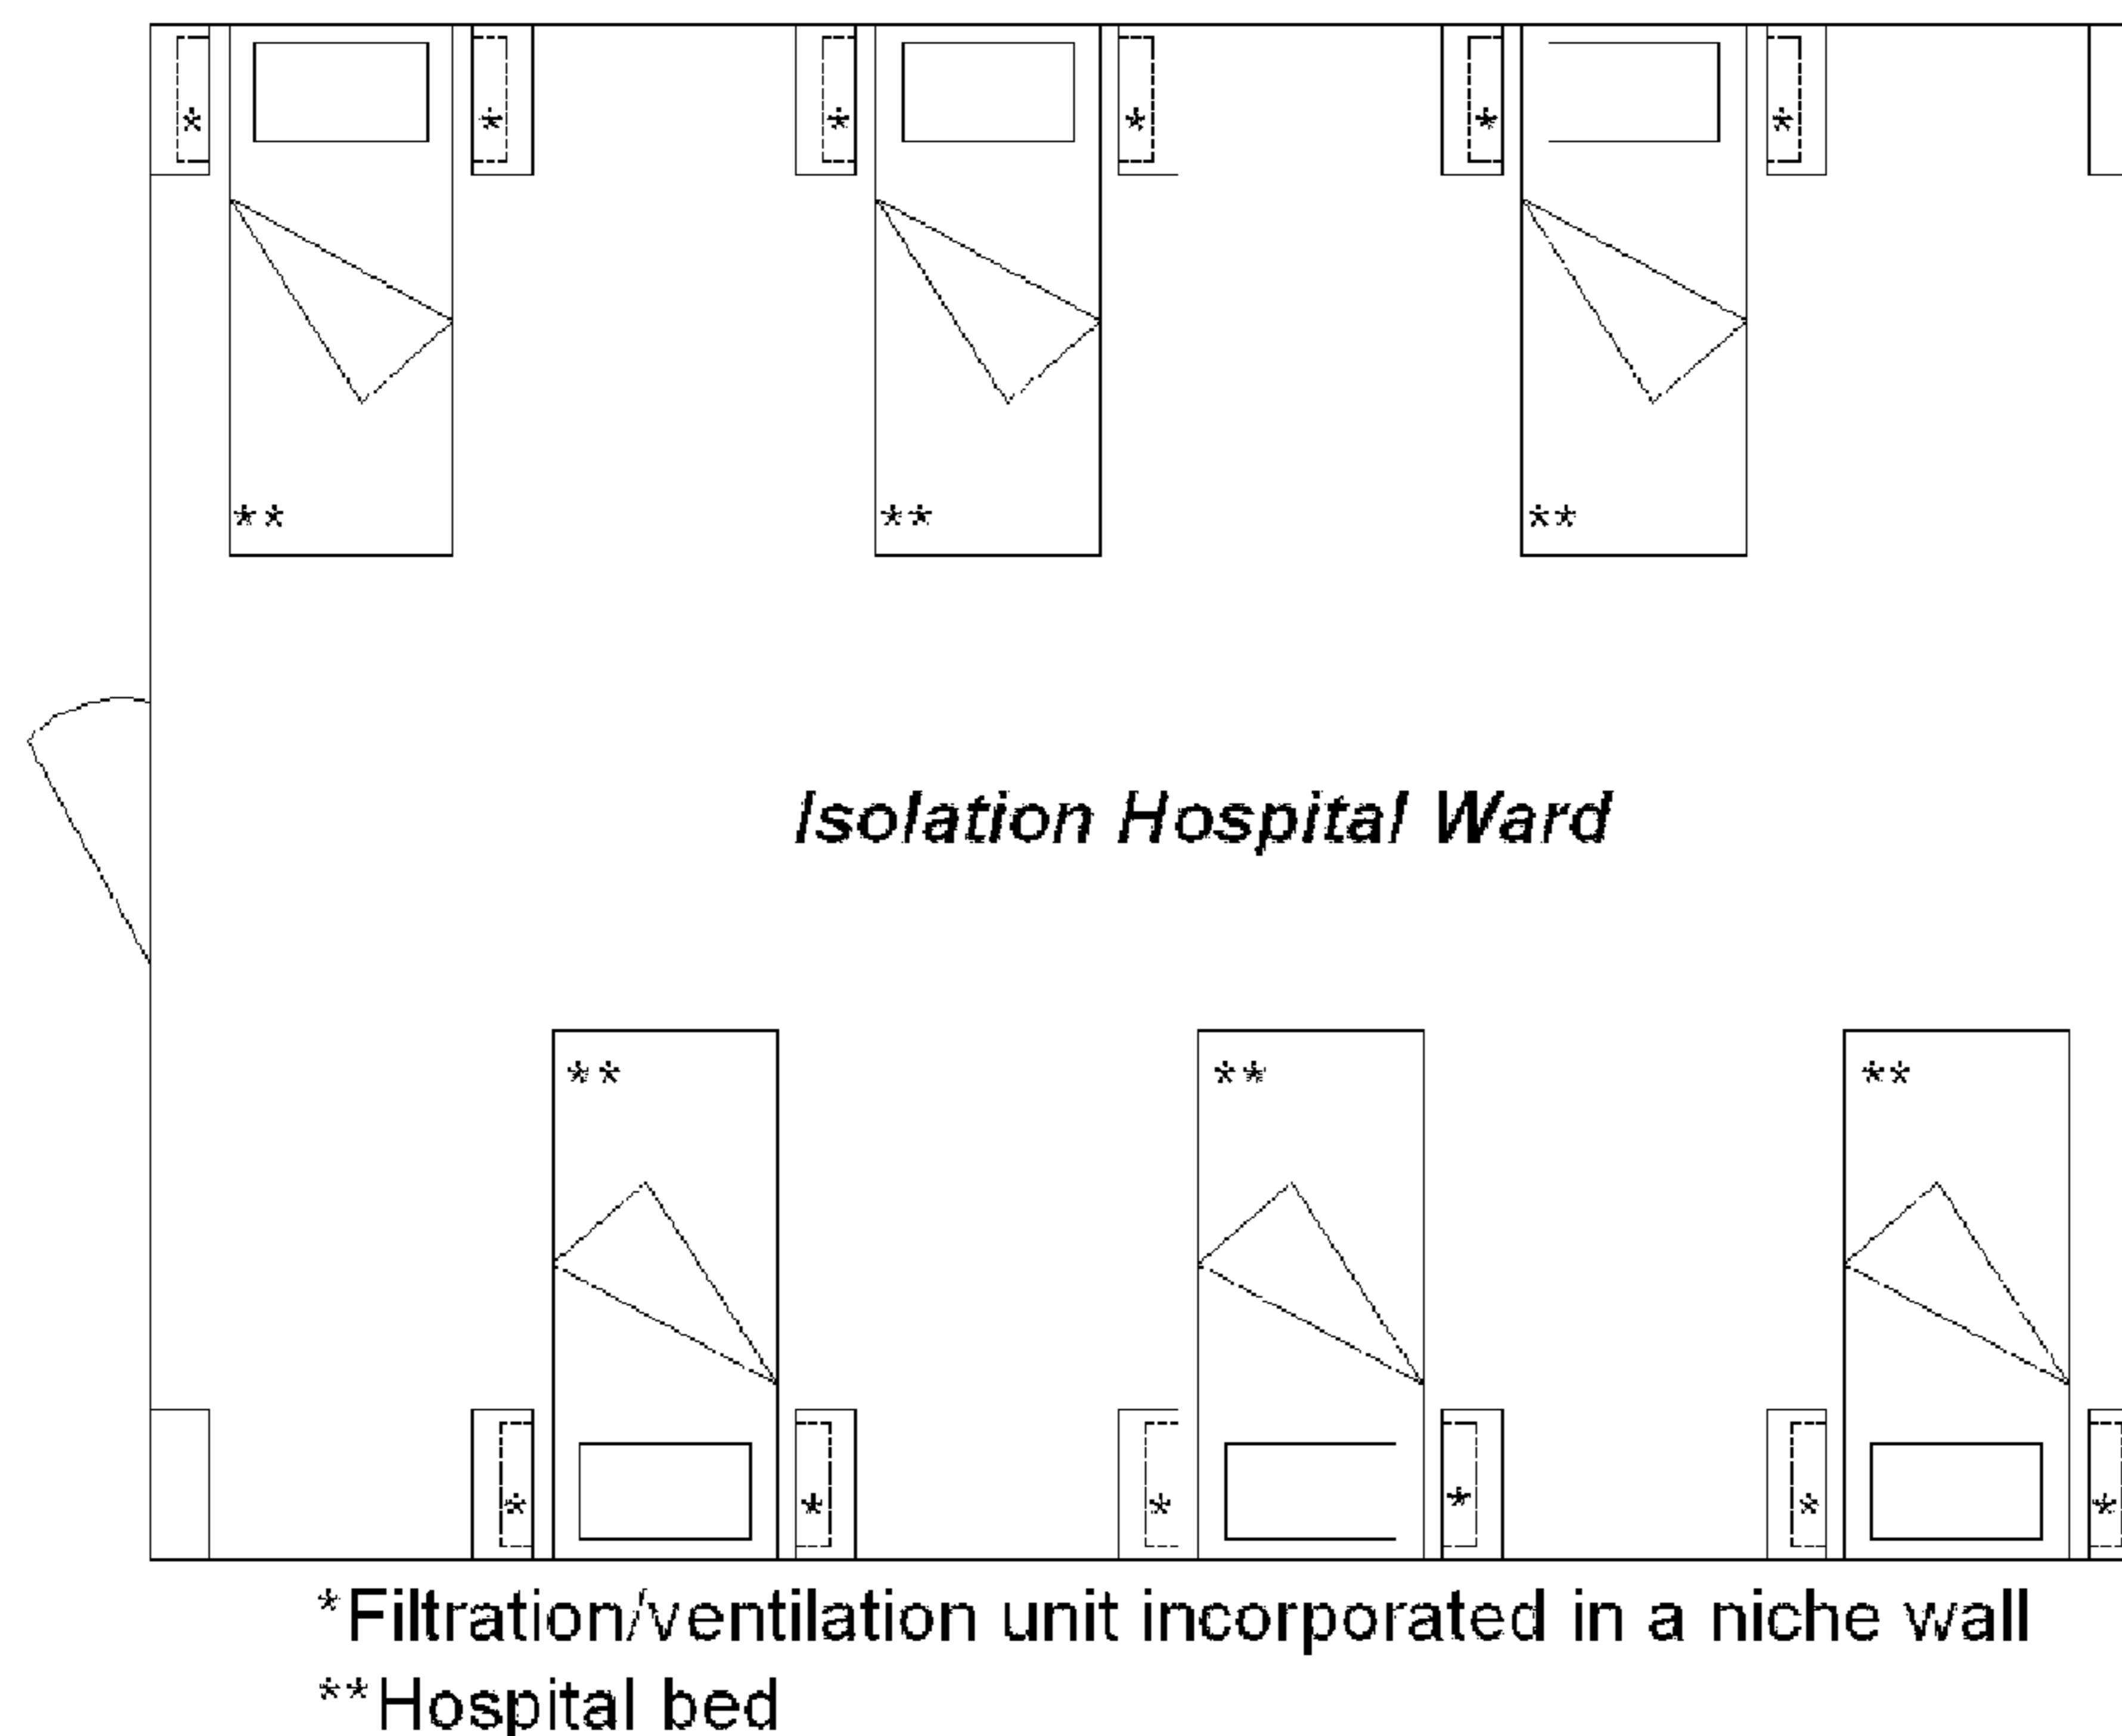 * * * * * *
** ** **
Isolation Hospital Ward
** ** **
* * * * * *
*Filtration/ventilation unit incorporated in a niche wall
**Hospital bed